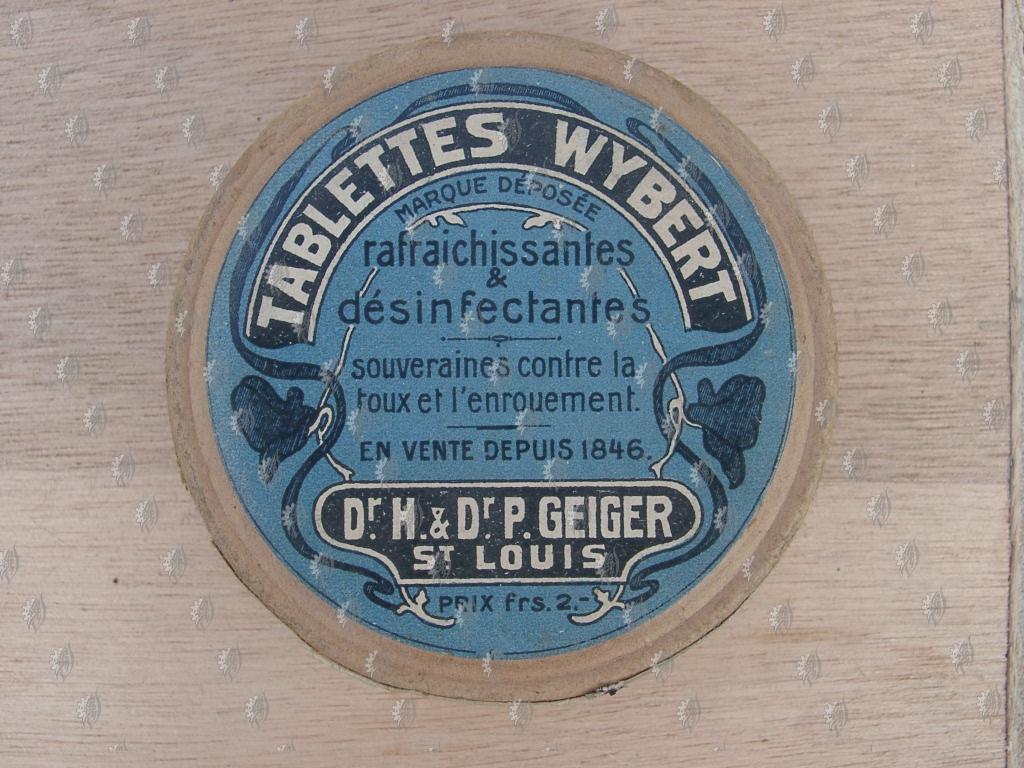 TABLETTES WYBERT
MARQUE DÉPOSÉE
rafraichissantes
&
désinfectantes
souveraines contre la
toux et l'enrouement.
EN VENTE DEPUIS 1846.
Dr. H. & Dr. P. GEIGER
ST LOUIS
PRIX frs. 2.-